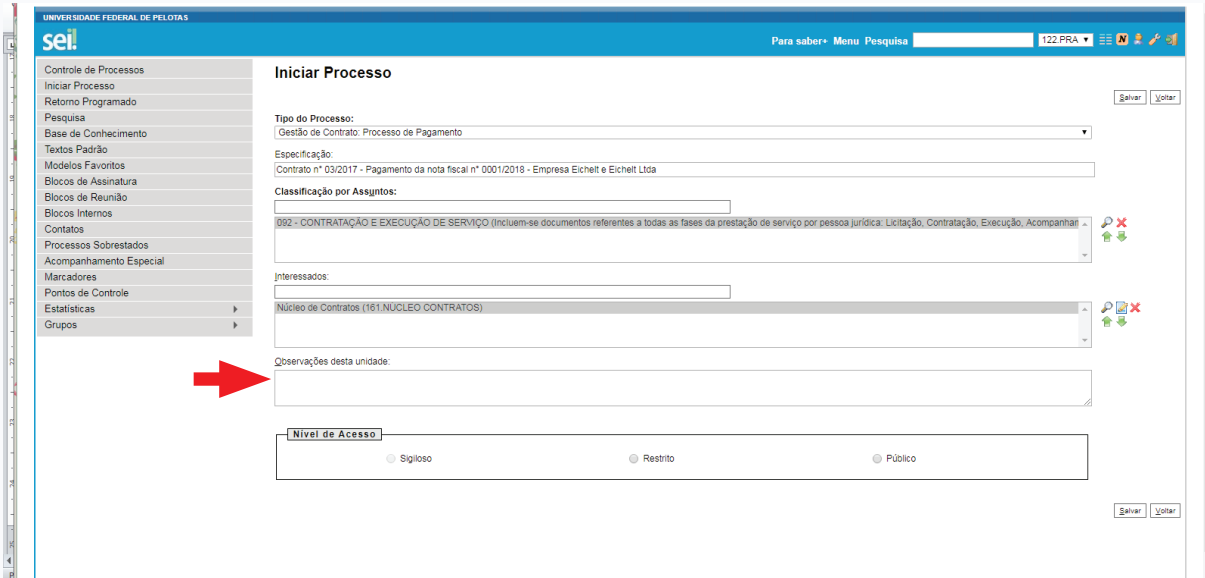 UNIVERSIDADE FEDERAL DE PELOTAS
sei!
Para saber+ Menu Pesquisa
122.PRA
N
Controle de Processos
Iniciar Processo
Retorno Programado
Pesquisa
Base de Conhecimento
Textos Padrão
Modelos Favoritos
Blocos de Assinatura
Blocos de Reunião
Blocos Internos
Contatos
Processos Sobrestados
Acompanhamento Especial
Marcadores
Pontos de Controle
Estatísticas
Grupos
Iniciar Processo
Salvar Voltar
Tipo do Processo:
Gestão de Contrato: Processo de Pagamento
Especificação:
Contrato n° 03/2017 - Pagamento da nota fiscal n° 0001/2018 - Empresa Eichelt e Eichelt Ltda
Classificação por Assuntos:
092 - CONTRATAÇÃO E EXECUÇÃO DE SERVIÇO (Incluem-se documentos referentes a todas as fases da prestação de serviço por pessoa jurídica: Licitação, Contratação, Execução, Acompanhan
Interessados:
Núcleo de Contratos (161.NÚCLEO CONTRATOS)
Observações desta unidade:
Nível de Acesso
Sigiloso Restrito Público
Salvar Voltar